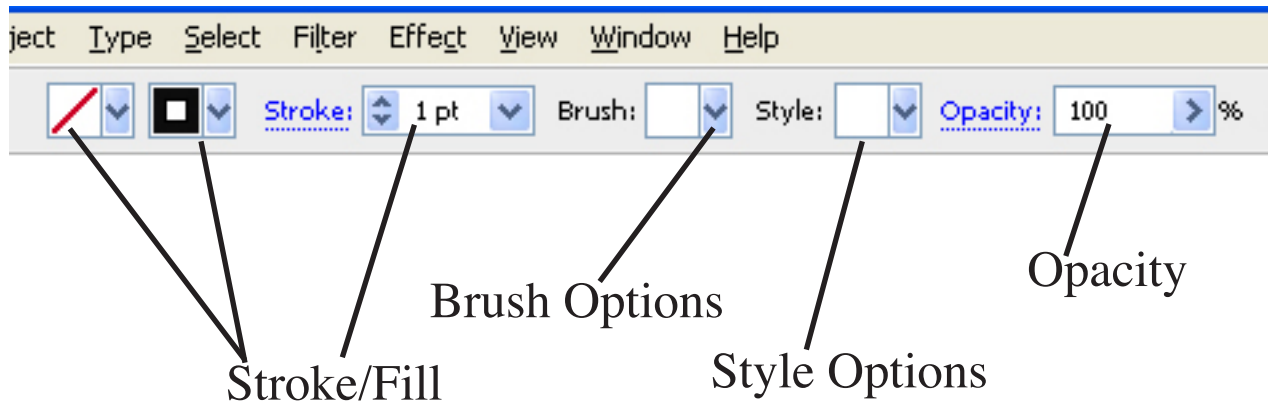 ject Type Select Filter Effect View Window Help
Stroke: 1 pt Brush: Style: Opacity: 100 %
Opacity
Brush Options
Style Options
Stroke/Fill